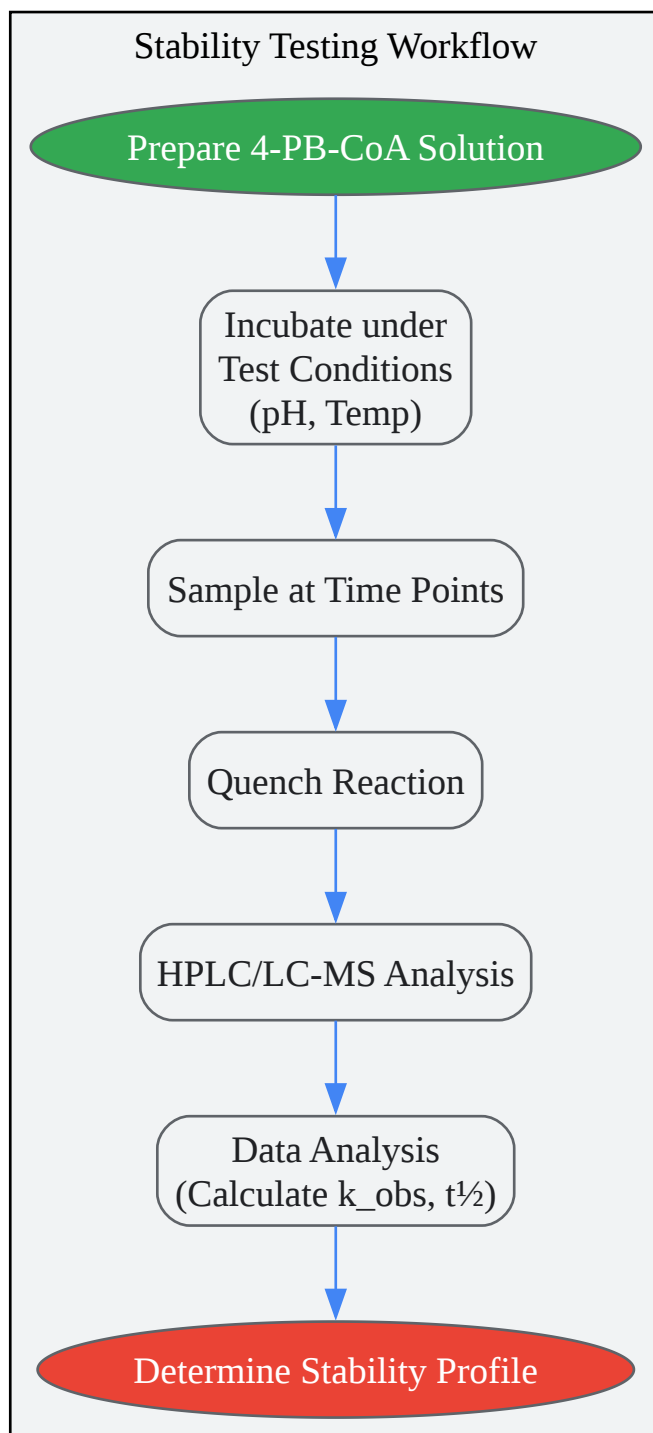 Stability Testing Workflow
Prepare 4-PB-CoA Solution
Incubate under
Test Conditions
(pH, Temp)
Sample at Time Points
Quench Reaction
HPLC/LC-MS Analysis
Data Analysis
(Calculate k_obs, t½)
Determine Stability Profile